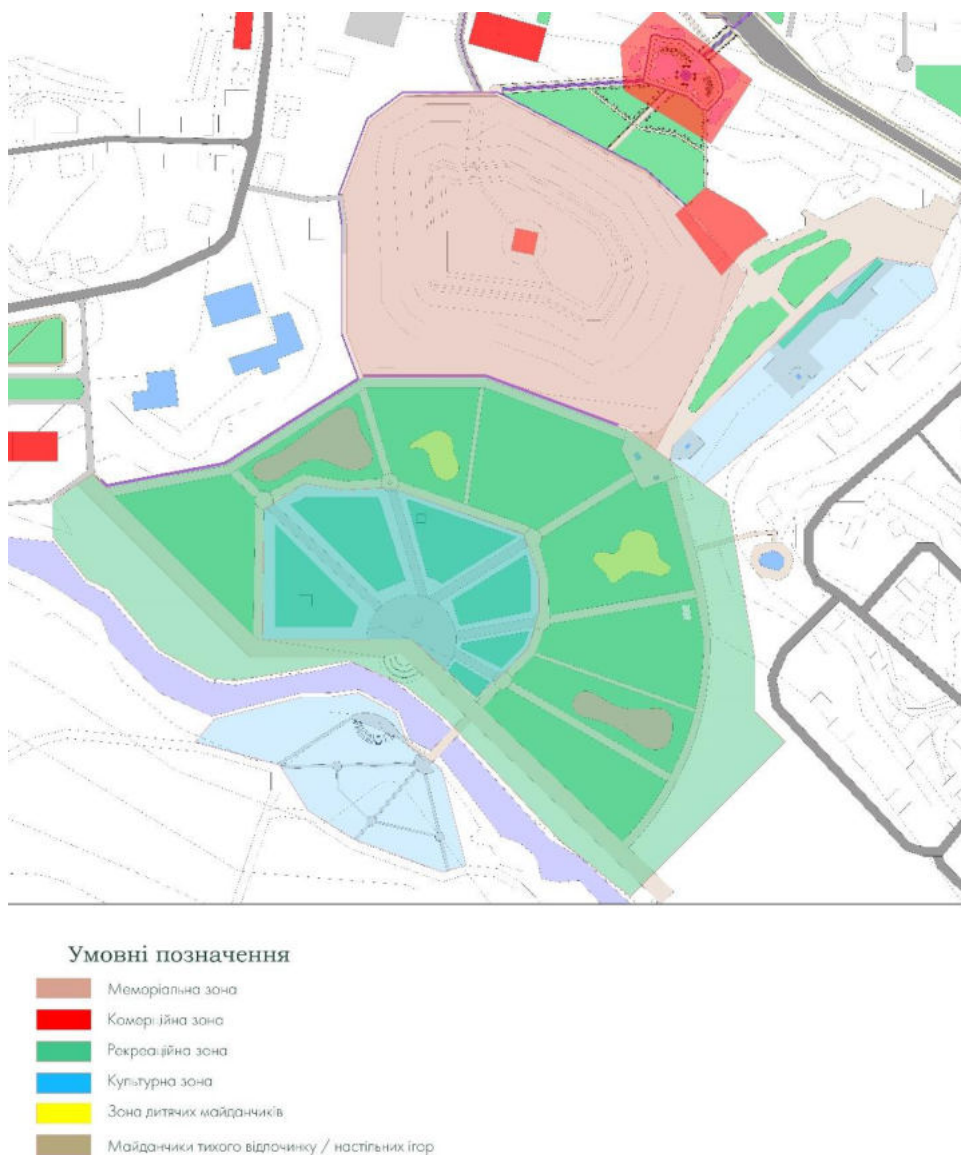 Умовні позначення
Меморіальна зона
Комерційна зона
Рекреаційна зона
Культурна зона
Зона дитячих майданчиків
Майданчики тихого відпочинку / настільних ігор